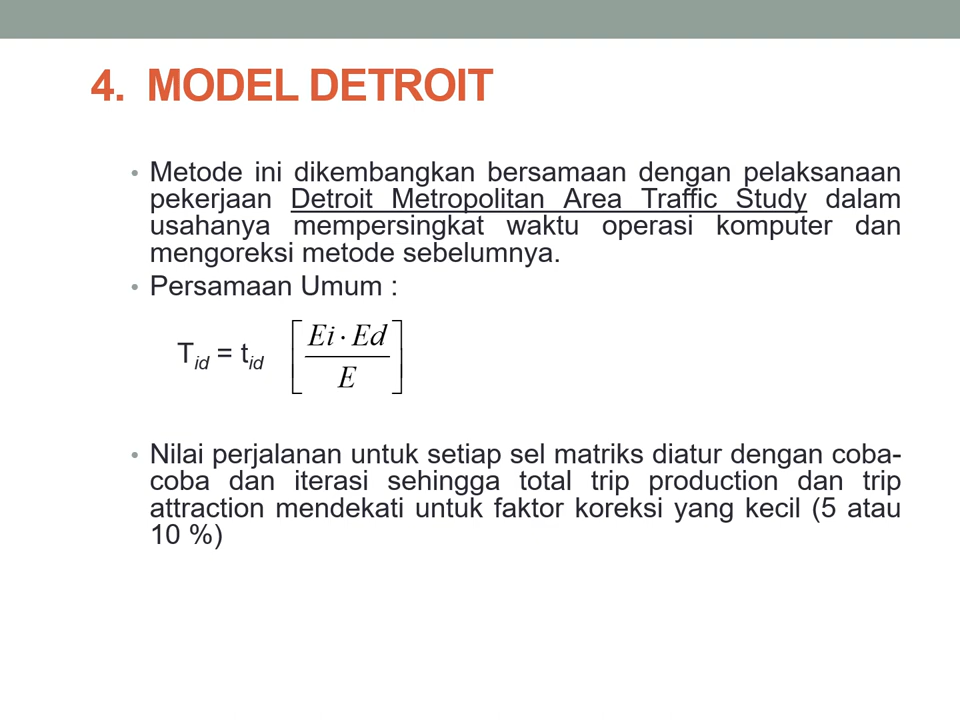 4. MODEL DETROIT
• Metode ini dikembangkan bersamaan dengan pelaksanaan
pekerjaan Detroit Metropolitan Area Traffic Study dalam
usahanya mempersingkat waktu operasi komputer dan
mengoreksi metode sebelumnya.
• Persamaan Umum :
T_id = t_id [Ei · Ed / E]
• Nilai perjalanan untuk setiap sel matriks diatur dengan coba-
coba dan iterasi sehingga total trip production dan trip
attraction mendekati untuk faktor koreksi yang kecil (5 atau
10 %)